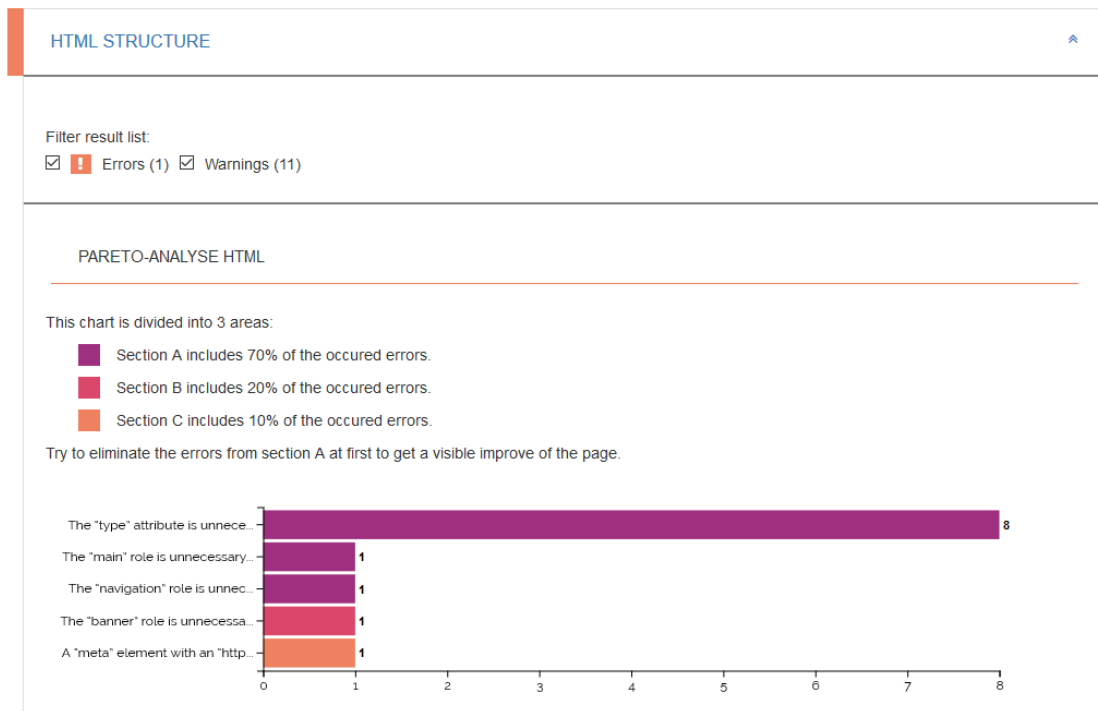 HTML STRUCTURE
Filter result list:
Errors (1) Warnings (11)
PARETO-ANALYSE HTML
This chart is divided into 3 areas:
Section A includes 70% of the occured errors.
Section B includes 20% of the occured errors.
Section C includes 10% of the occured errors.
Try to eliminate the errors from section A at first to get a visible improve of the page.
The "type" attribute is unnece... 8
The "main" role is unnecessary... 1
The "navigation" role is unnec... 1
The "banner" role is unnecessa... 1
A "meta" element with an "http... 1
0 1 2 3 4 5 6 7 8